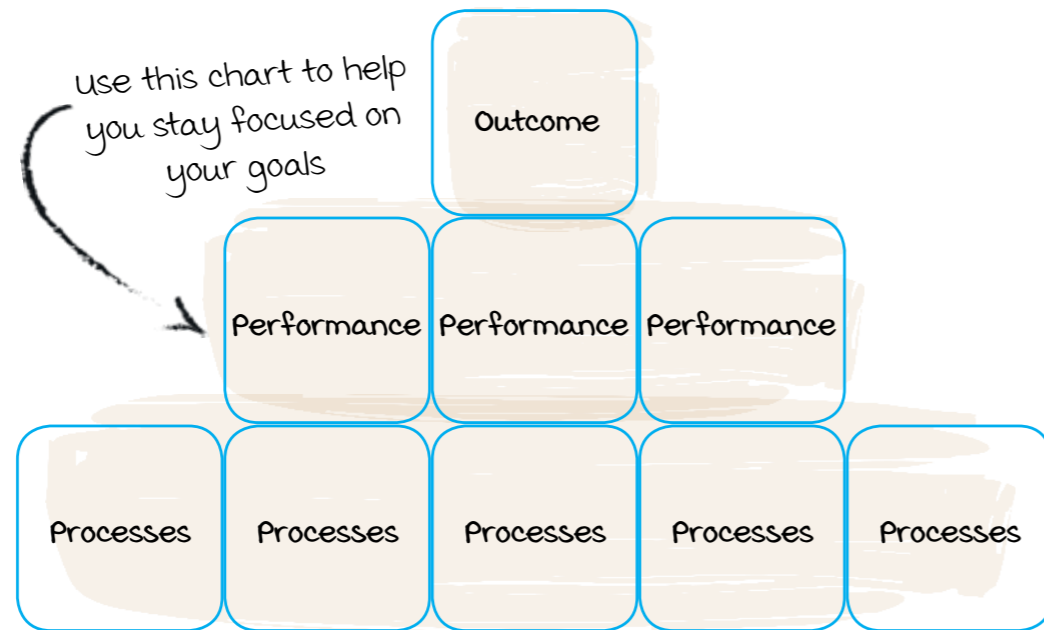 use this chart to help
you stay focused on
your goals
Outcome
Performance Performance Performance
Processes Processes Processes Processes Processes